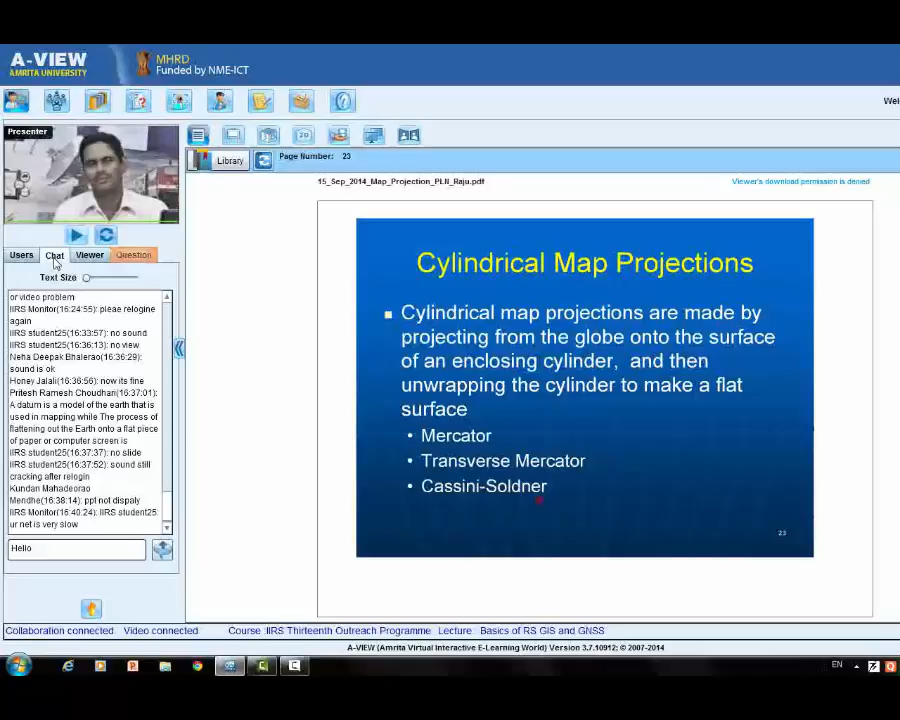 A-VIEW
AMRITA UNIVERSITY
MHRD
Funded by NME-ICT
Wel
Presenter
Library
Page Number: 23
15_Sep_2014_Map_Projection_PLN_Raju.pdf
Viewer's download permission is denied
Users
Chat
Viewer
Question
Text Size
or video problem
IIRS Monitor(16:24:55): pleae relogine
again
IIRS student25(16:33:57): no sound
IIRS student25(16:36:13): no view
Neha Deepak Bhalerao(16:36:29):
sound is ok
Honey Jalali(16:36:56): now its fine
Pritesh Ramesh Choudhari(16:37:01):
A datum is a model of the earth that is
used in mapping while The process of
flattening out the Earth onto a flat piece
of paper or computer screen is
IIRS student25(16:37:37): no slide
IIRS student25(16:37:52): sound still
cracking after relogin
Kundan Mahadeorao
Mendhe(16:38:14): ppt not dispaly
IIRS Monitor(16:40:24): IIRS student25:
ur net is very slow
Hello
Cylindrical Map Projections
Cylindrical map projections are made by
projecting from the globe onto the surface
of an enclosing cylinder, and then
unwrapping the cylinder to make a flat
surface
• Mercator
• Transverse Mercator
• Cassini-Soldner
23
Collaboration connected Video connected Course :IIRS Thirteenth Outreach Programme Lecture : Basics of RS GIS and GNSS
A-VIEW (Amrita Virtual Interactive E-Learning World) Version 3.7.10912; © 2007-2014
EN